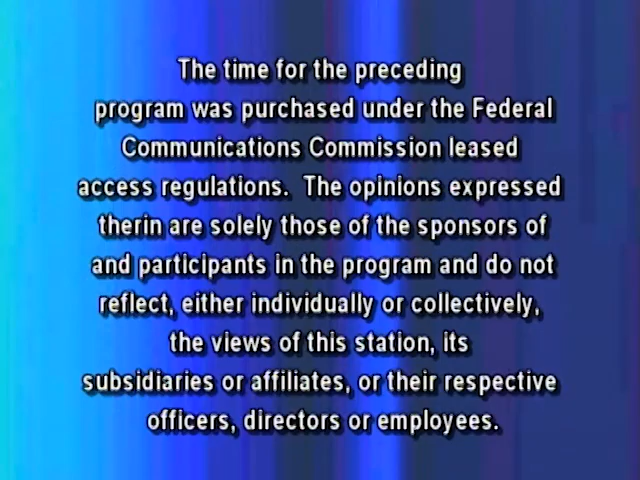 The time for the preceding
program was purchased under the Federal
Communications Commission leased
access regulations. The opinions expressed
therin are solely those of the sponsors of
and participants in the program and do not
reflect, either individually or collectively,
the views of this station, its
subsidiaries or affiliates, or their respective
officers, directors or employees.